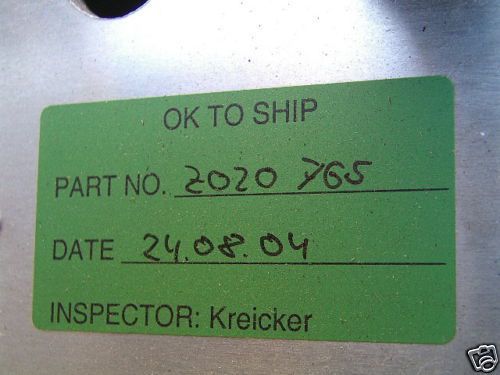 OK TO SHIP
PART NO. 2020 765
DATE 24.08.04
INSPECTOR: Kreicker